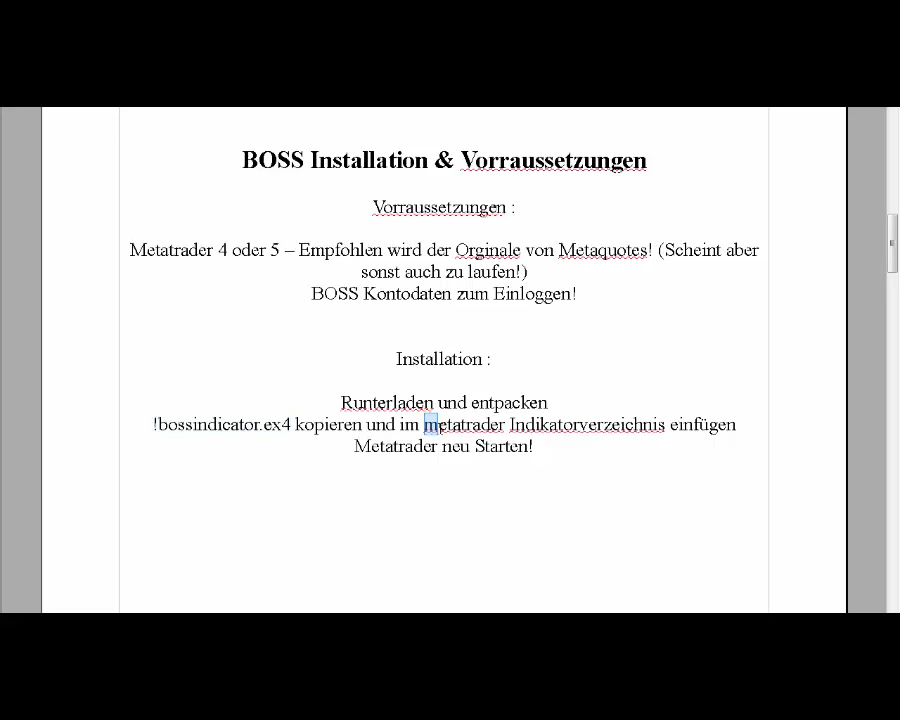 BOSS Installation & Vorraussetzungen
Vorraussetzungen :
Metatrader 4 oder 5 – Empfohlen wird der Orginale von Metaquotes! (Scheint aber
sonst auch zu laufen!)
BOSS Kontodaten zum Einloggen!
Installation :
Runterladen und entpacken
!bossindicator.ex4 kopieren und im metatrader Indikatorverzeichnis einfügen
Metatrader neu Starten!